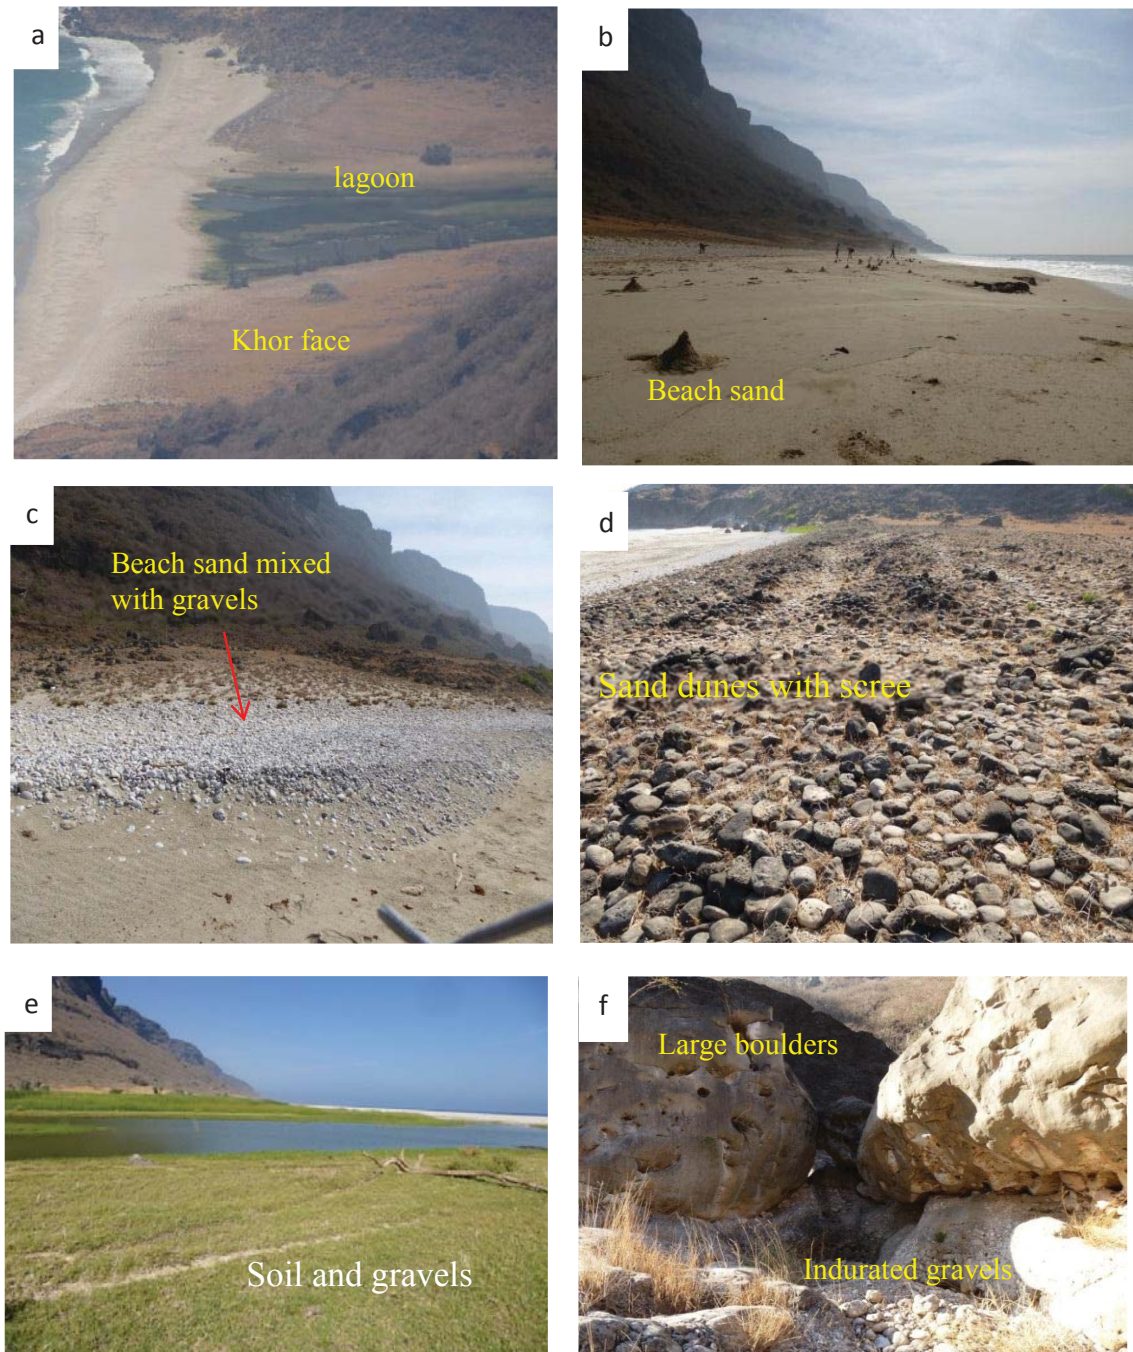 a
lagoon
Khor face
b
Beach sand
c
Beach sand mixed
with gravels
d
Sand dunes with scree
e
Soil and gravels
f
Large boulders
Indurated gravels